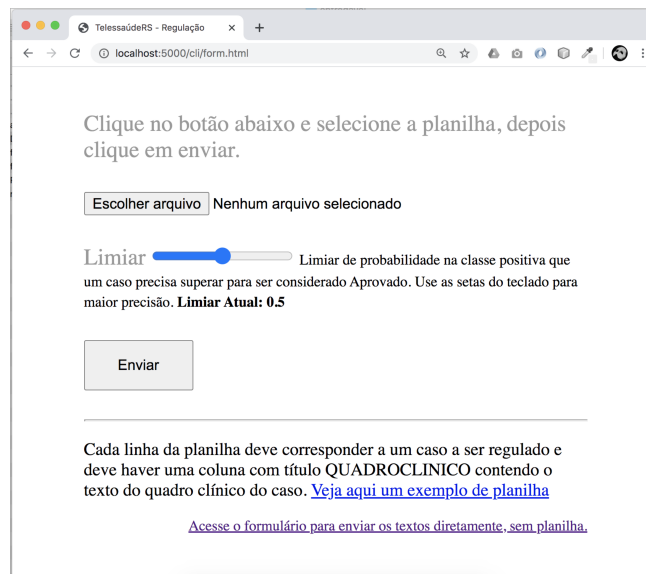 TelessaúdeRS - Regulação
localhost:5000/cli/form.html
Clique no botão abaixo e selecione a planilha, depois
clique em enviar.
Escolher arquivo Nenhum arquivo selecionado
Limiar Limiar de probabilidade na classe positiva que
um caso precisa superar para ser considerado Aprovado. Use as setas do teclado para
maior precisão. Limiar Atual: 0.5
Enviar
Cada linha da planilha deve corresponder a um caso a ser regulado e
deve haver uma coluna com título QUADROCLINICO contendo o
texto do quadro clínico do caso. Veja aqui um exemplo de planilha
Acesse o formulário para enviar os textos diretamente, sem planilha.